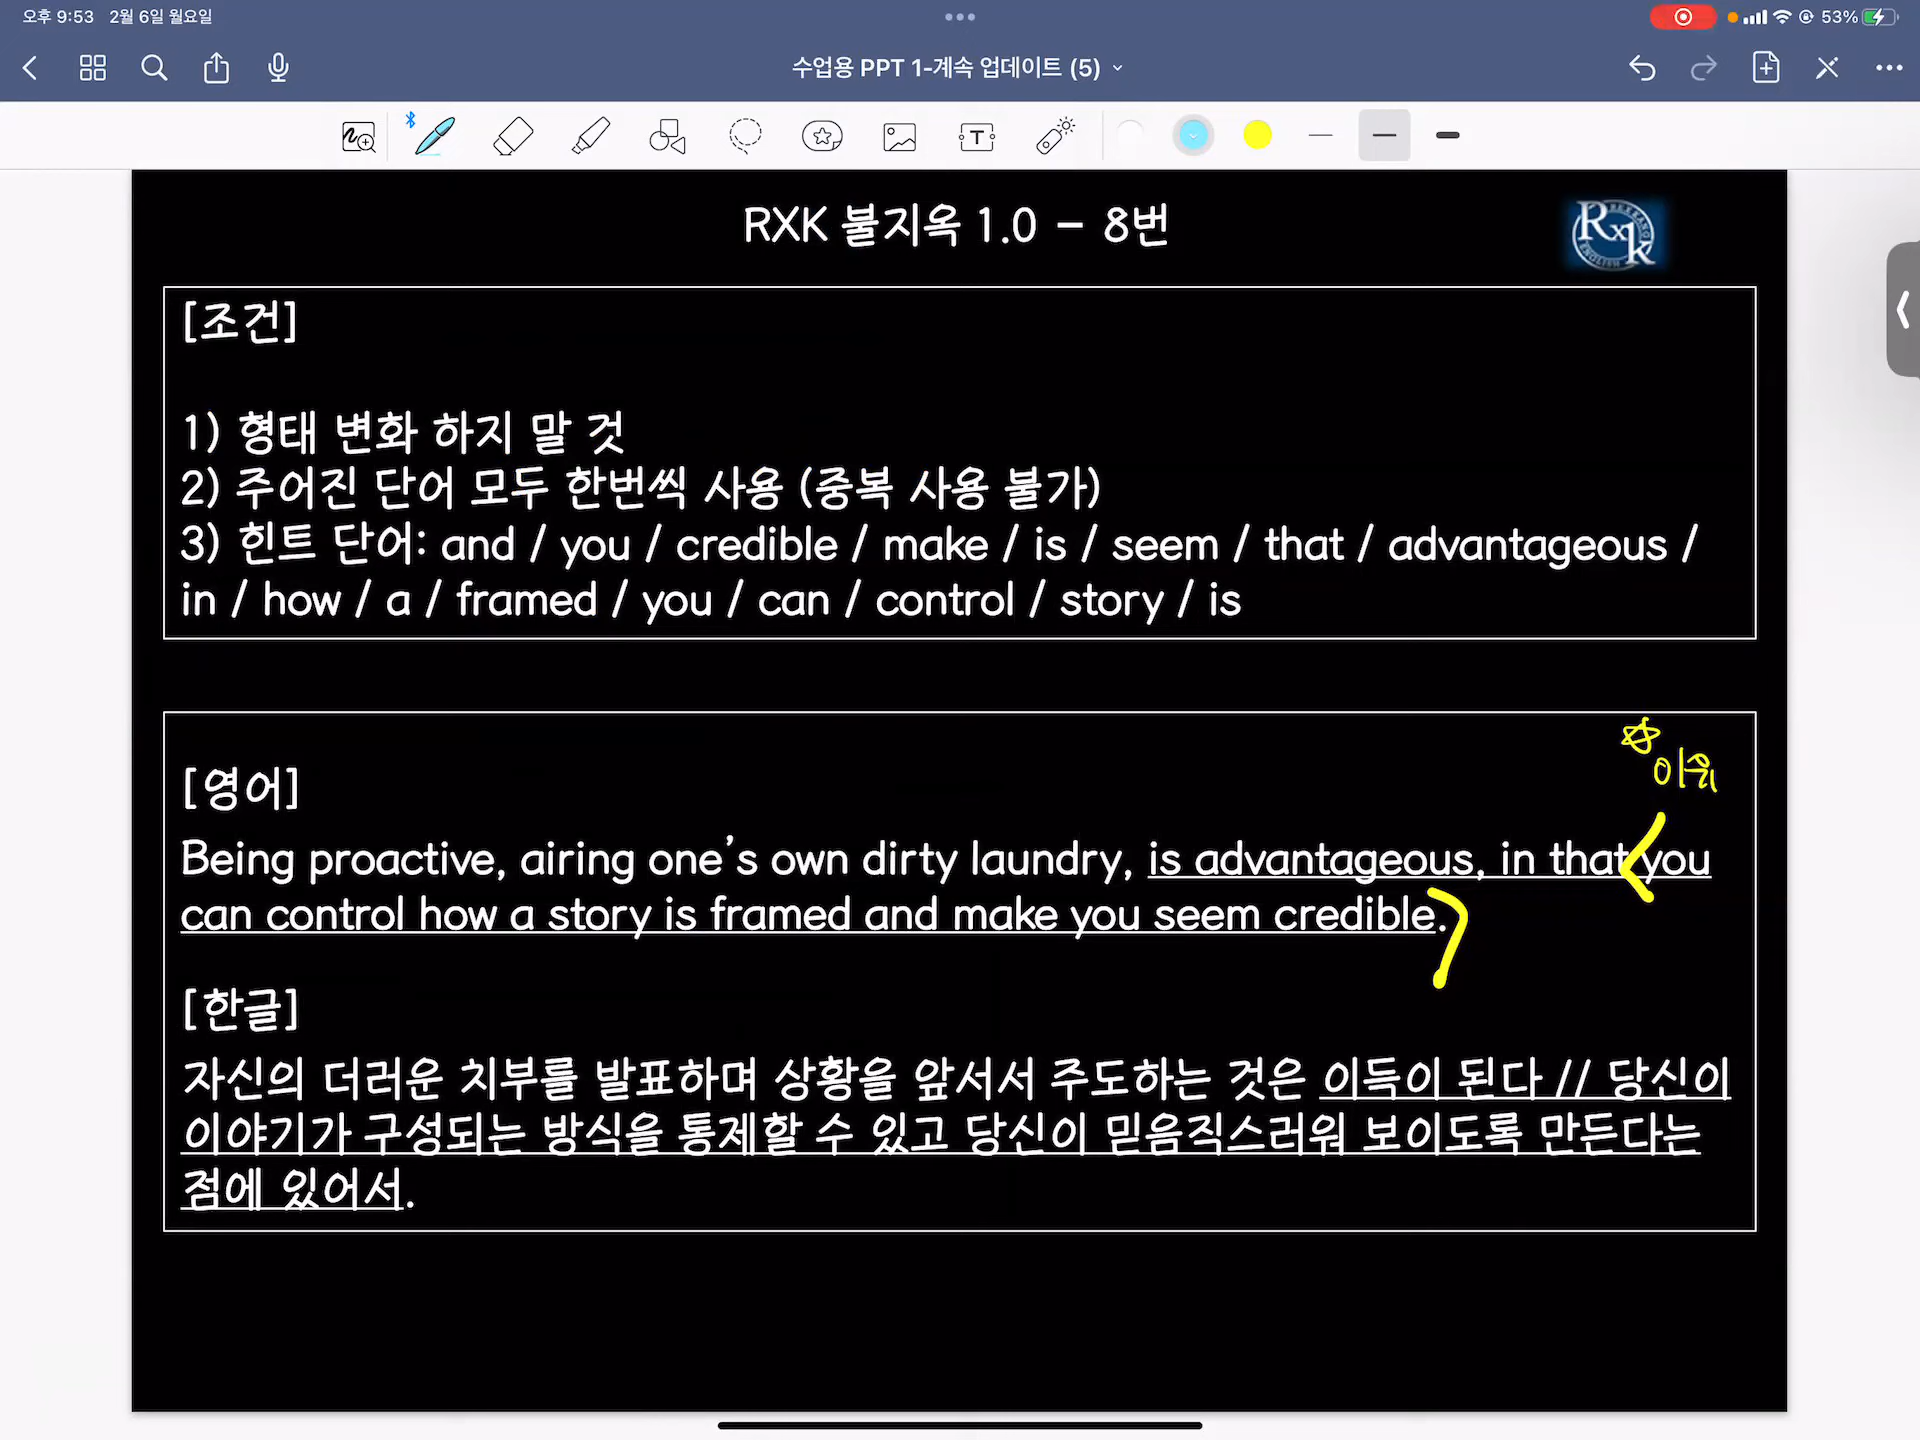 오후 9:53 2월 6일 월요일
53%
수업용 PPT 1-계속 업데이트 (5)
RXK 불지옥 1.0 – 8번
RxK
[조건]
1) 형태 변화 하지 말 것
2) 주어진 단어 모두 한번씩 사용 (중복 사용 불가)
3) 힌트 단어: and / you / credible / make / is / seem / that / advantageous /
in / how / a / framed / you / can / control / story / is
이유
[영어]
Being proactive, airing one's own dirty laundry, is advantageous, in that you
can control how a story is framed and make you seem credible.
[한글]
자신의 더러운 치부를 발표하며 상황을 앞서서 주도하는 것은 이득이 된다 // 당신이
이야기가 구성되는 방식을 통제할 수 있고 당신이 믿음직스러워 보이도록 만든다는
점에 있어서.